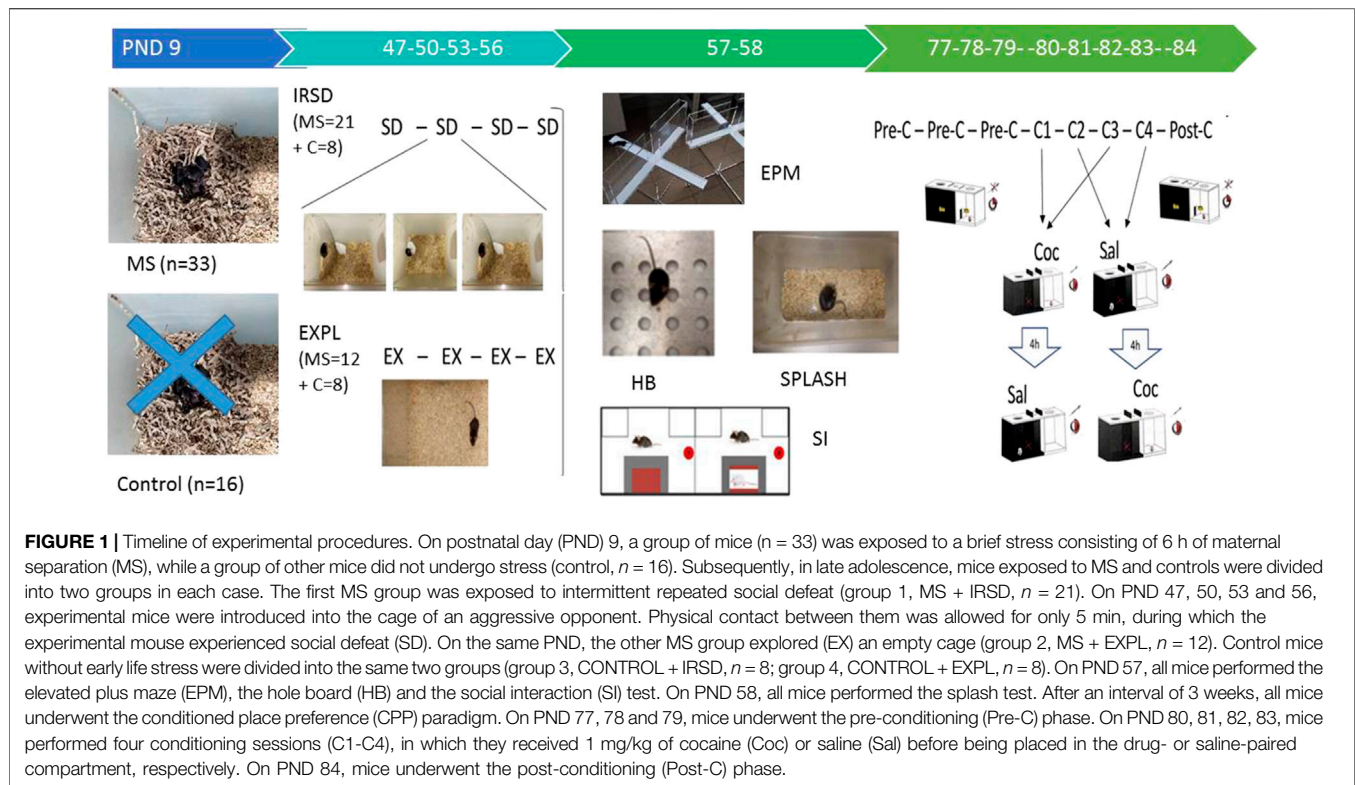 PND 9
47-50-53-56
57-58
77-78-79- -80-81-82-83- -84
IRSD
(MS=21
+ C=8)
SD – SD – SD – SD
MS (n=33)
EXPL
(MS=12
+ C=8)
EX – EX – EX – EX
Control (n=16)
EPM
HB
SPLASH
SI
Pre-C – Pre-C – Pre-C – C1 – C2 – C3 – C4 – Post-C
Coc
Sal
4h
4h
Sal
Coc
FIGURE 1 | Timeline of experimental procedures. On postnatal day (PND) 9, a group of mice (n = 33) was exposed to a brief stress consisting of 6 h of maternal
separation (MS), while a group of other mice did not undergo stress (control, n = 16). Subsequently, in late adolescence, mice exposed to MS and controls were divided
into two groups in each case. The first MS group was exposed to intermittent repeated social defeat (group 1, MS + IRSD, n = 21). On PND 47, 50, 53 and 56,
experimental mice were introduced into the cage of an aggressive opponent. Physical contact between them was allowed for only 5 min, during which the
experimental mouse experienced social defeat (SD). On the same PND, the other MS group explored (EX) an empty cage (group 2, MS + EXPL, n = 12). Control mice
without early life stress were divided into the same two groups (group 3, CONTROL + IRSD, n = 8; group 4, CONTROL + EXPL, n = 8). On PND 57, all mice performed the
elevated plus maze (EPM), the hole board (HB) and the social interaction (SI) test. On PND 58, all mice performed the splash test. After an interval of 3 weeks, all mice
underwent the conditioned place preference (CPP) paradigm. On PND 77, 78 and 79, mice underwent the pre-conditioning (Pre-C) phase. On PND 80, 81, 82, 83, mice
performed four conditioning sessions (C1-C4), in which they received 1 mg/kg of cocaine (Coc) or saline (Sal) before being placed in the drug- or saline-paired
compartment, respectively. On PND 84, mice underwent the post-conditioning (Post-C) phase.